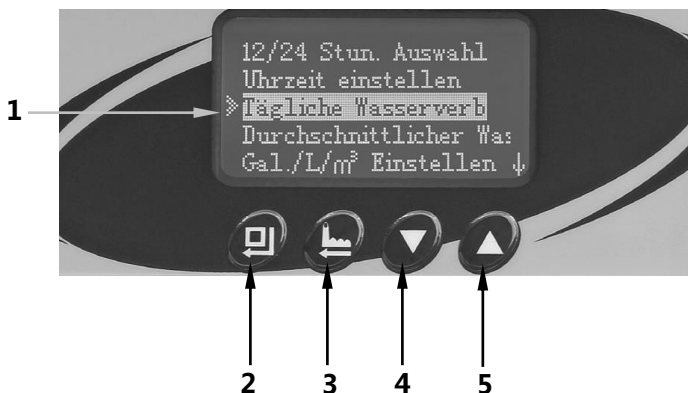 12/24 Stun. Auswahl
Uhrzeit einstellen
Tägliche Wasserverb
Durchschnittlicher Was
Gal./L/m³ Einstellen ↓
1
2
3
4
5